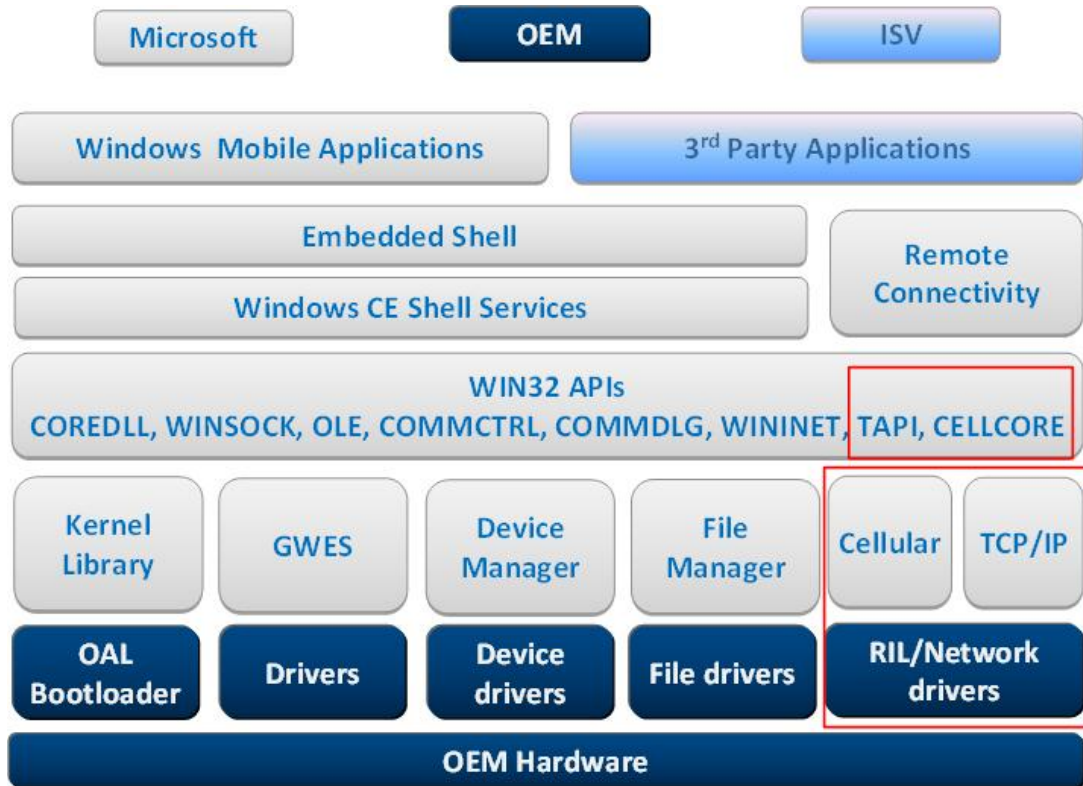 Microsoft
OEM
ISV
Windows Mobile Applications
3rd Party Applications
Embedded Shell
Remote
Connectivity
Windows CE Shell Services
WIN32 APIs
COREDLL, WINSOCK, OLE, COMMCTRL, COMMDLG, WININET, TAPI, CELLCORE
Kernel
Library
GWES
Device
Manager
File
Manager
Cellular
TCP/IP
OAL
Bootloader
Drivers
Device
drivers
File drivers
RIL/Network
drivers
OEM Hardware